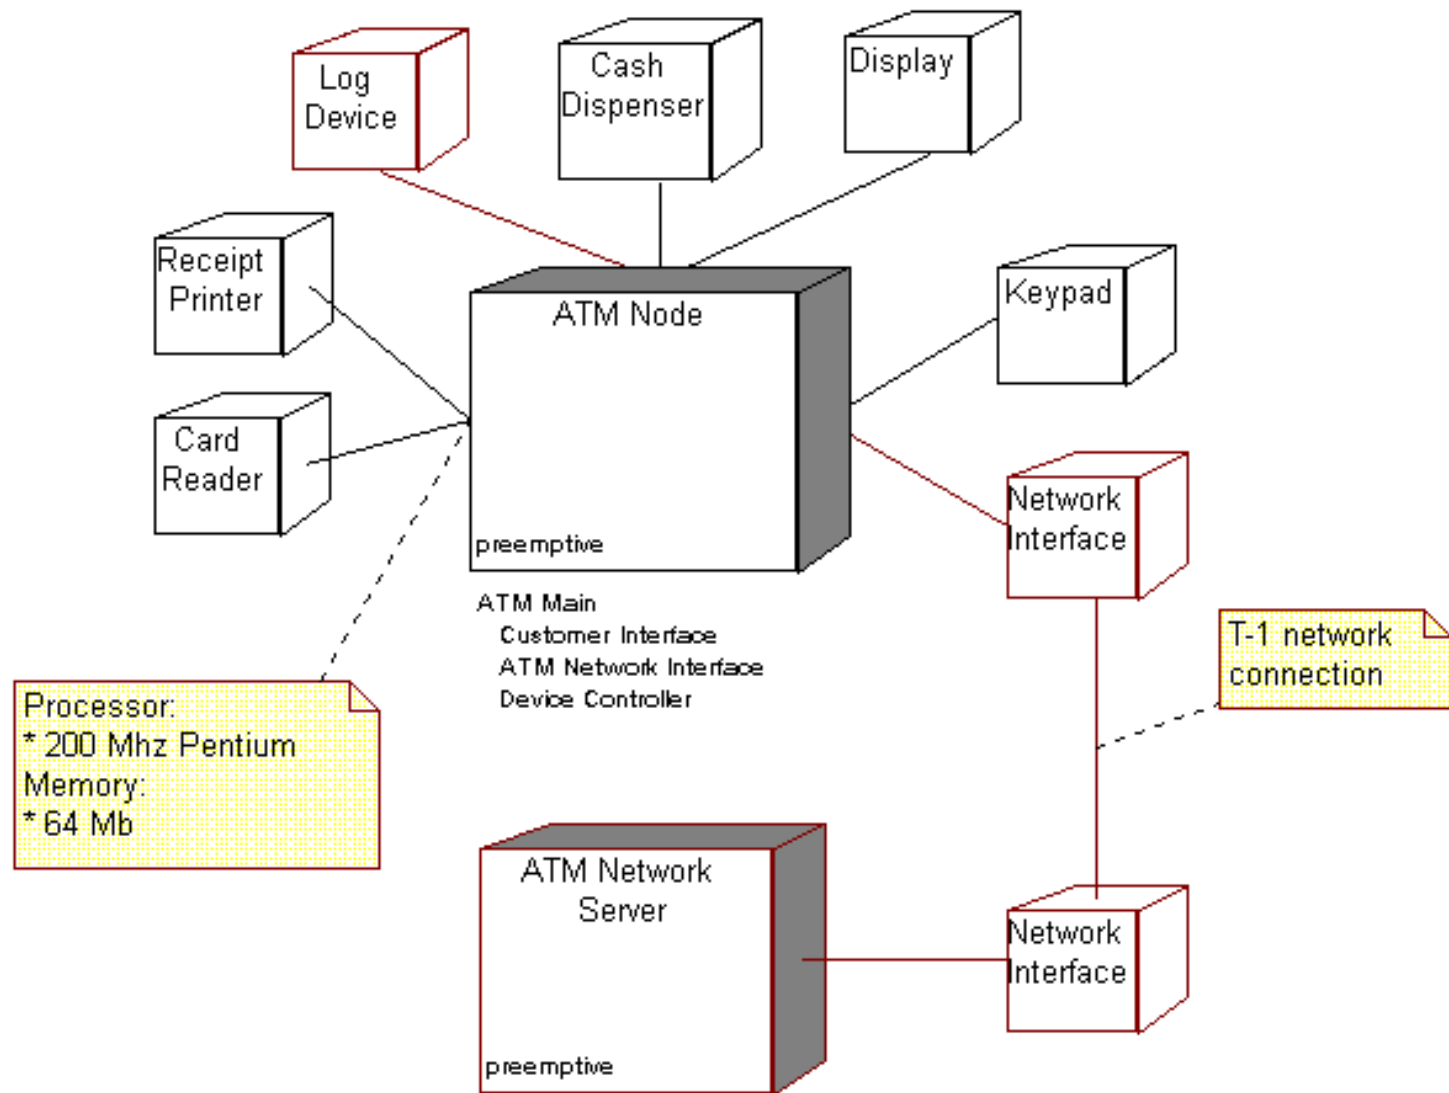 Log
Device
Cash
Dispenser
Display
Receipt
Printer
ATM Node
Keypad
Card
Reader
Network
Interface
preemptive
ATM Main
Customer Interface
ATM Network Interface
Device Controller
T-1 network
connection
Processor:
* 200 Mhz Pentium
Memory:
* 64 Mb
ATM Network
Server
Network
Interface
preemptive